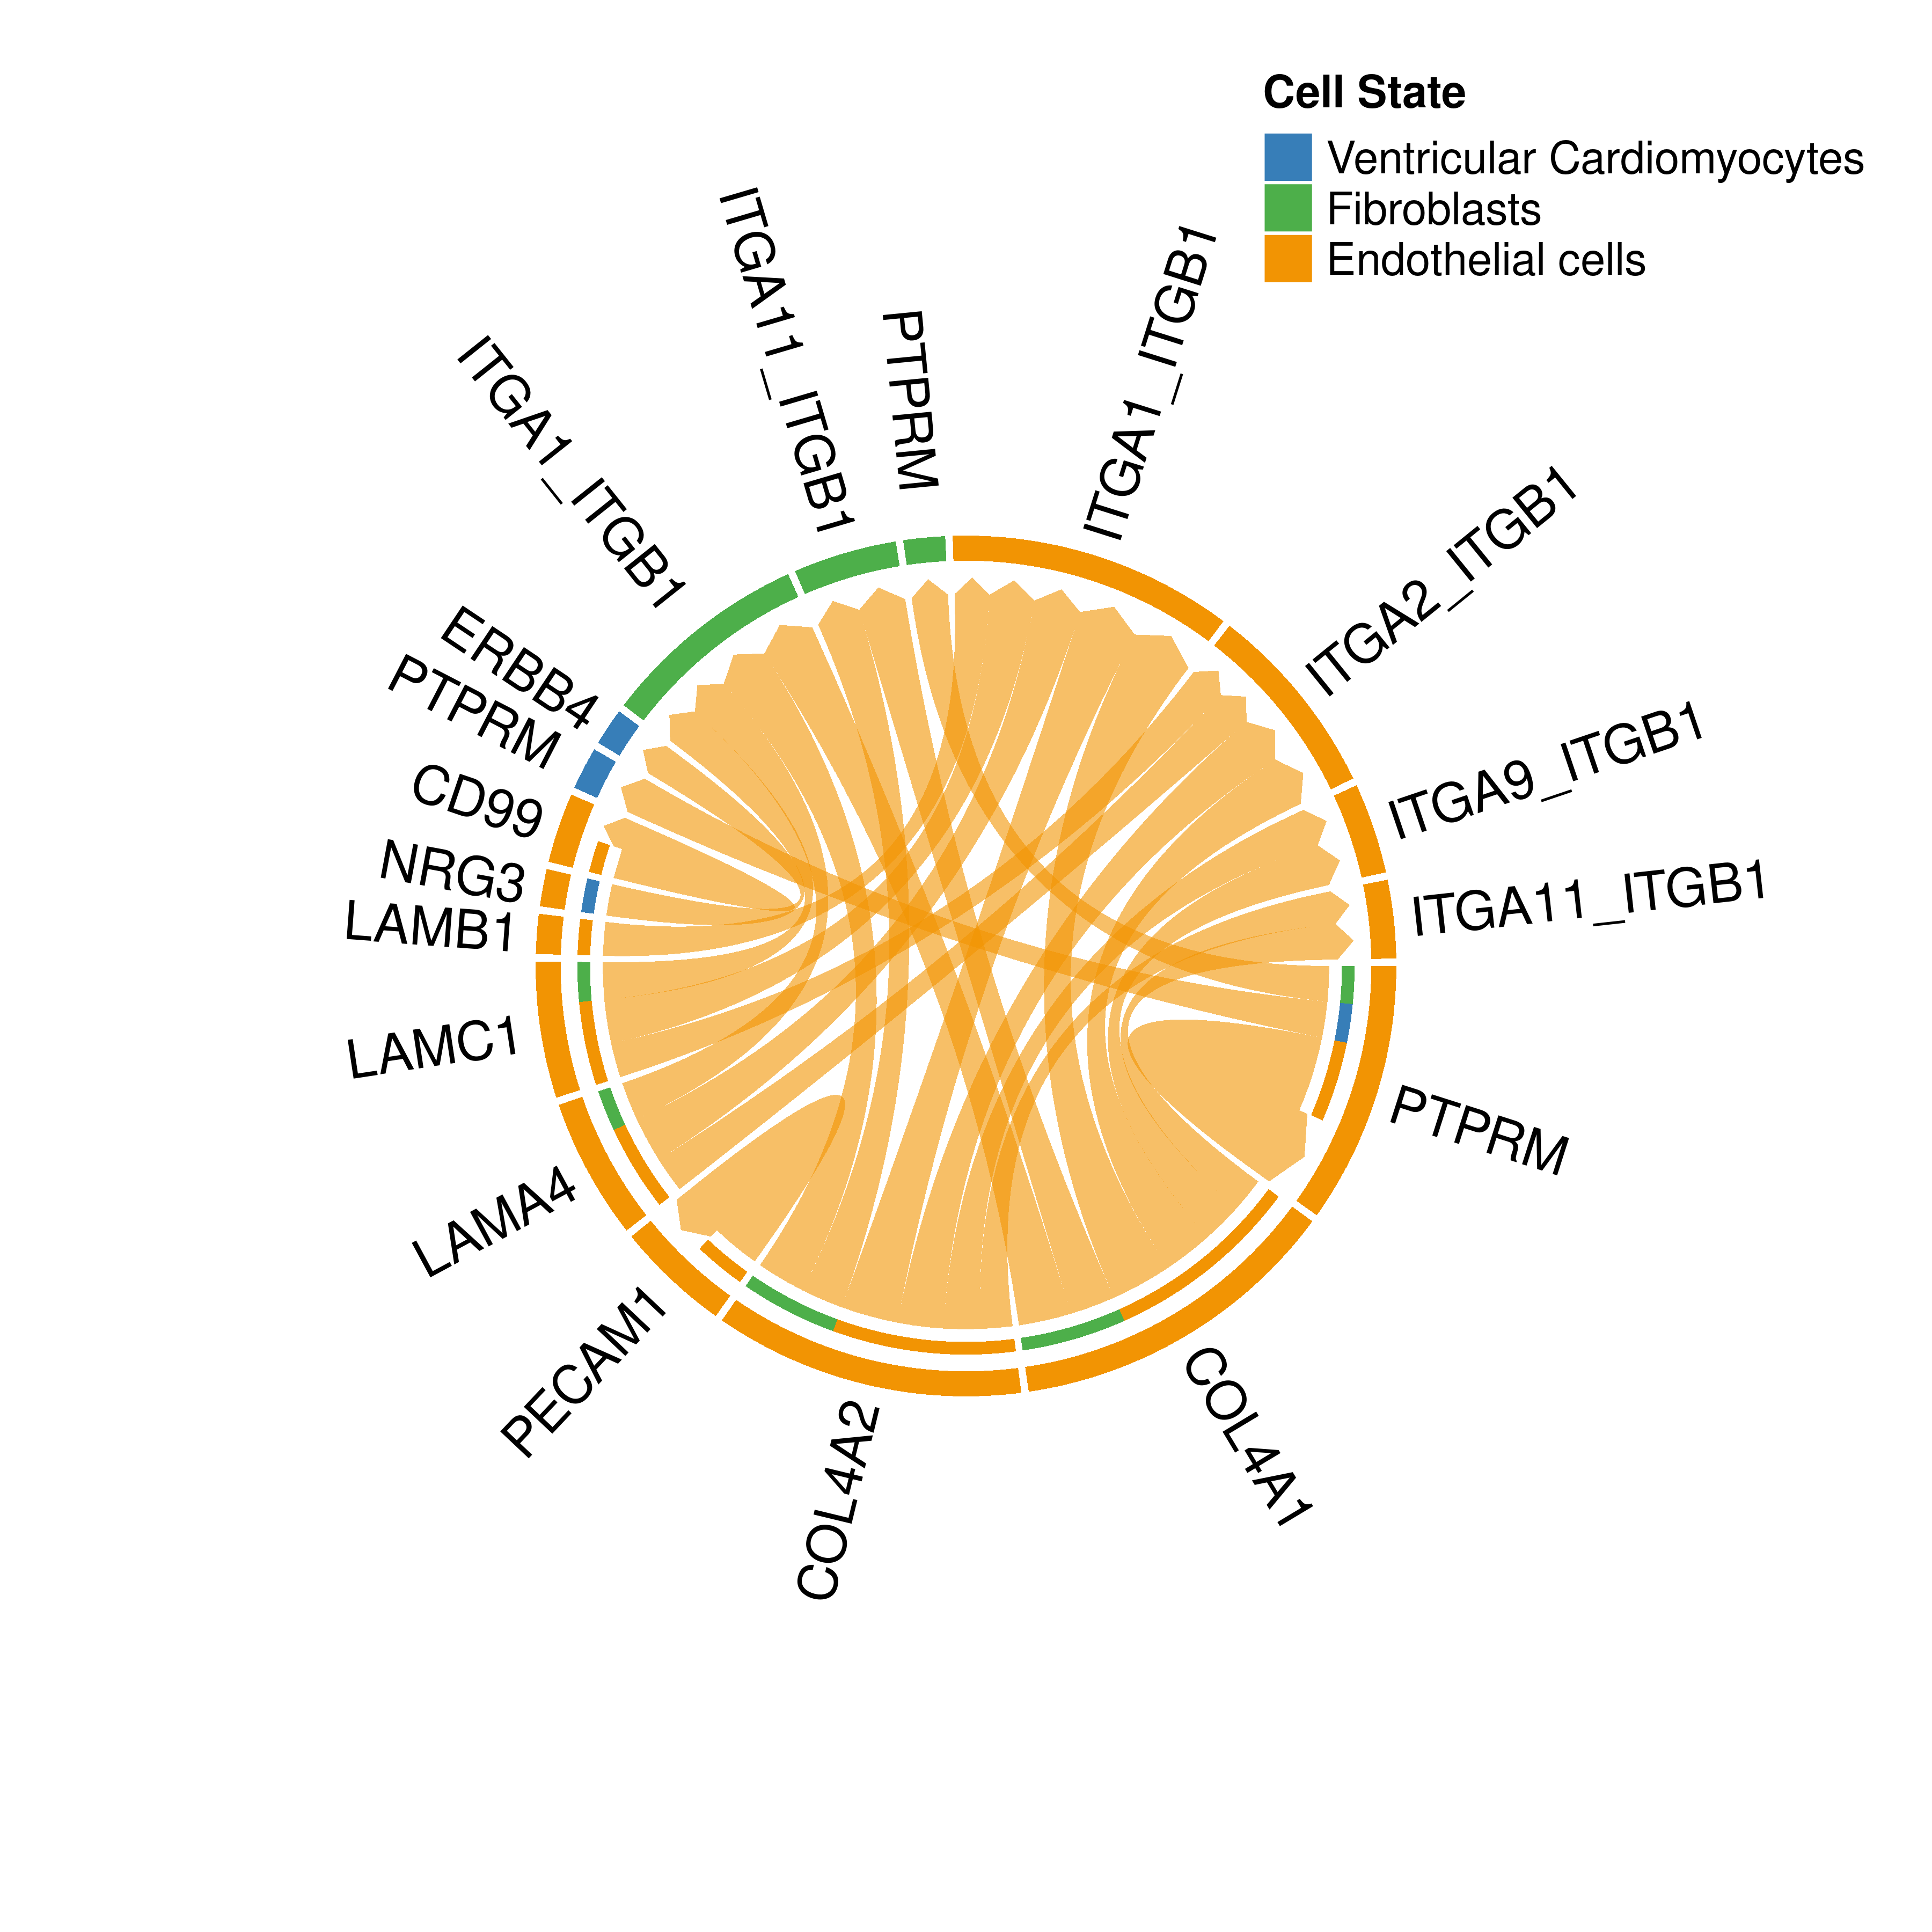 Cell State
Ventricular Cardiomyocytes
Fibroblasts
Endothelial cells
ITGA1_ITGB1
ITGA2_ITGB1
ITGA9_ITGB1
ITGA11_ITGB1
PTPRM
COL4A1
COL4A2
PECAM1
LAMA4
LAMC1
LAMB1
NRG3
CD99
PTPRM
ERBB4
ITGA1_ITGB1
ITGA11_ITGB1
PTPRM